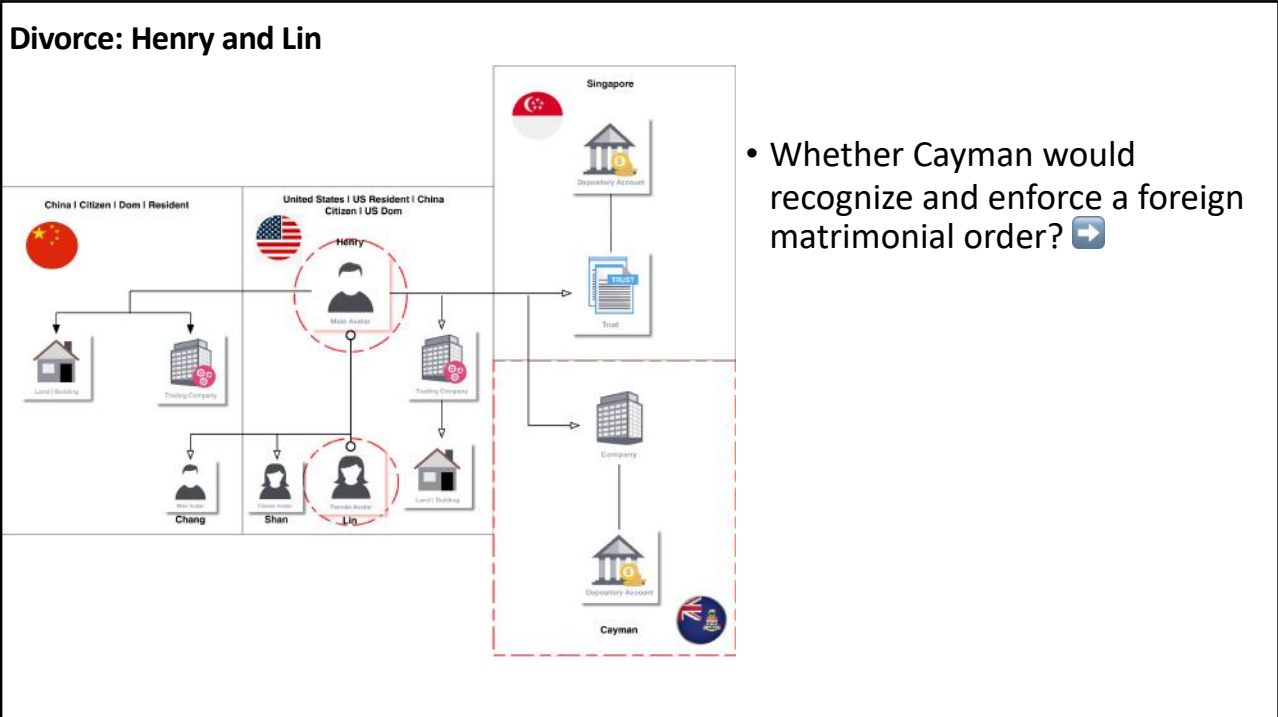 Divorce: Henry and Lin
Singapore
Depository Account
TRUST
Trust
China | Citizen | Dom | Resident
United States | US Resident | China
Citizen | US Dom
Henry
Male Avatar
Land | Building
Trading Company
Trading Company
Male Avatar
Chang
Female Avatar
Shan
Female Avatar
Lin
Land | Building
Company
Depository Account
Cayman
• Whether Cayman would
recognize and enforce a foreign
matrimonial order?